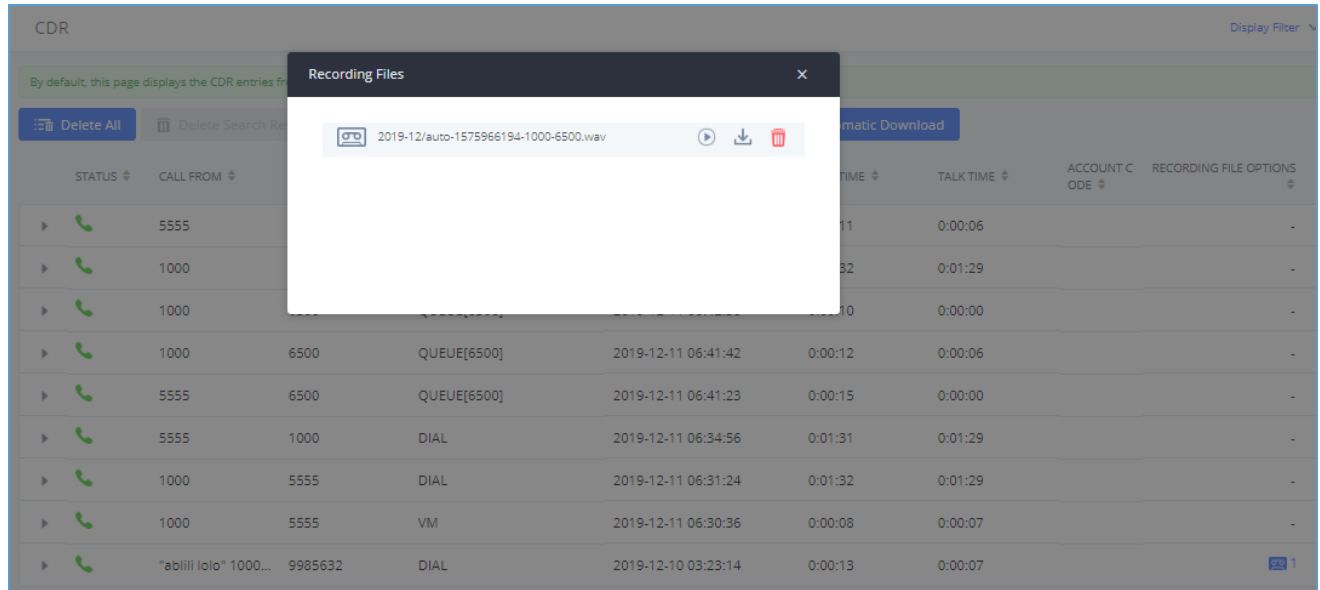 CDR
Display Filter
Recording Files
By default, this page displays the CDR entries
Delete All
Delete Search
2019-12/auto-1575966194-1000-6500.wav
Download
STATUS CALL FROM TIME TALK TIME ACCOUNT C RECORDING FILE OPTIONS
ODE
5555 11 0:00:06 -
1000 32 0:01:29 -
1000 10 0:00:00 -
1000 6500 QUEUE[6500] 2019-12-11 06:41:42 0:00:12 0:00:06 -
5555 6500 QUEUE[6500] 2019-12-11 06:41:23 0:00:15 0:00:00 -
5555 1000 DIAL 2019-12-11 06:34:56 0:01:31 0:01:29 -
1000 5555 DIAL 2019-12-11 06:31:24 0:01:32 0:01:29 -
1000 5555 VM 2019-12-11 06:30:36 0:00:08 0:00:07 -
"ablili lolo" 1000... 9985632 DIAL 2019-12-10 03:23:14 0:00:13 0:00:07 1